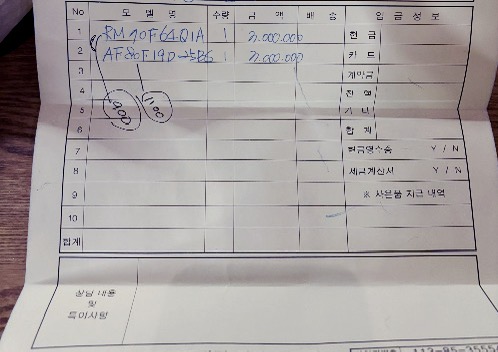 No 모 델 명 수량 금 액 배 송 입 금 정 보
1 RM70F64Q1A 1 3,000,000 현 금
2 AF80F19D 1 3,000,000 카 드
3 계약금
4 잔 액
900 1100
5 기 타
6 합 계
7 현금영수증 Y / N
8 세금계산서 Y / N
9 ※ 사은품 지급 내역
10
합계
상담 내용
및
특이사항